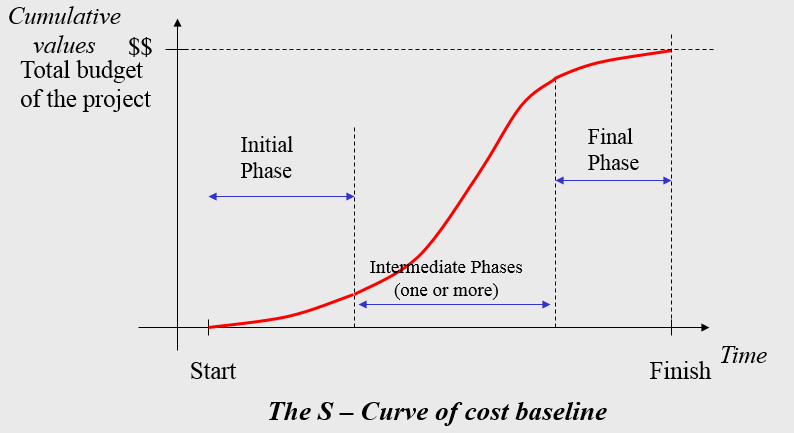 Cumulative
values $$
Total budget
of the project
Initial
Phase
Final
Phase
Intermediate Phases
(one or more)
Start
Finish
Time
The S – Curve of cost baseline